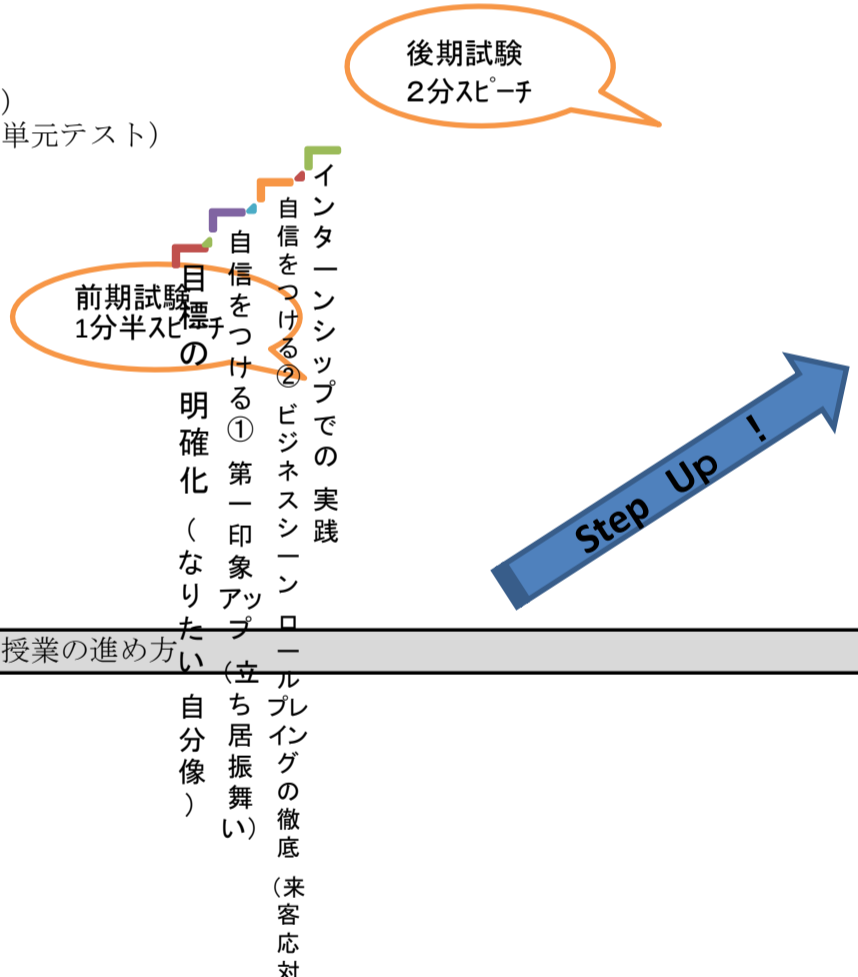 後期試験
２分スピーチ
）
単元テスト）
前期試験
1分半スピーチ
目標の 明確化 （なりたい 自分像）
自信をつける① 第一印象アップ （立ち居振舞い）
自信をつける② ビジネスシーン ロールプレイングの徹底 （来客応対
インターンシップでの 実践
Step Up ！
授業の進め方